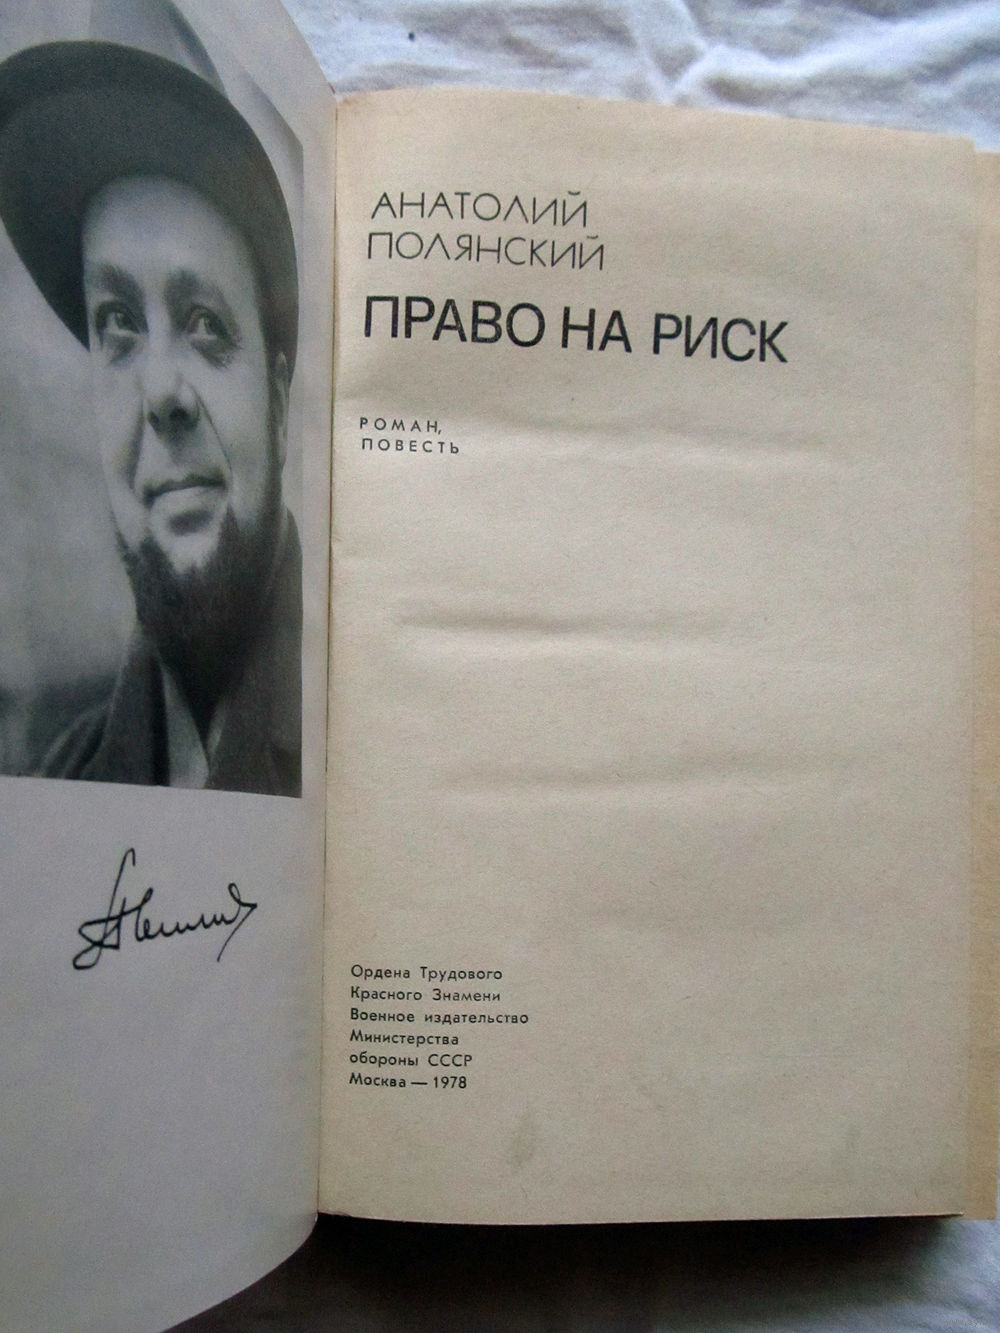 АНАТОЛИЙ
ПОЛЯНСКИЙ
ПРАВО НА РИСК
РОМАН,
ПОВЕСТЬ
Ордена Трудового
Красного Знамени
Военное издательство
Министерства
обороны СССР
Москва — 1978